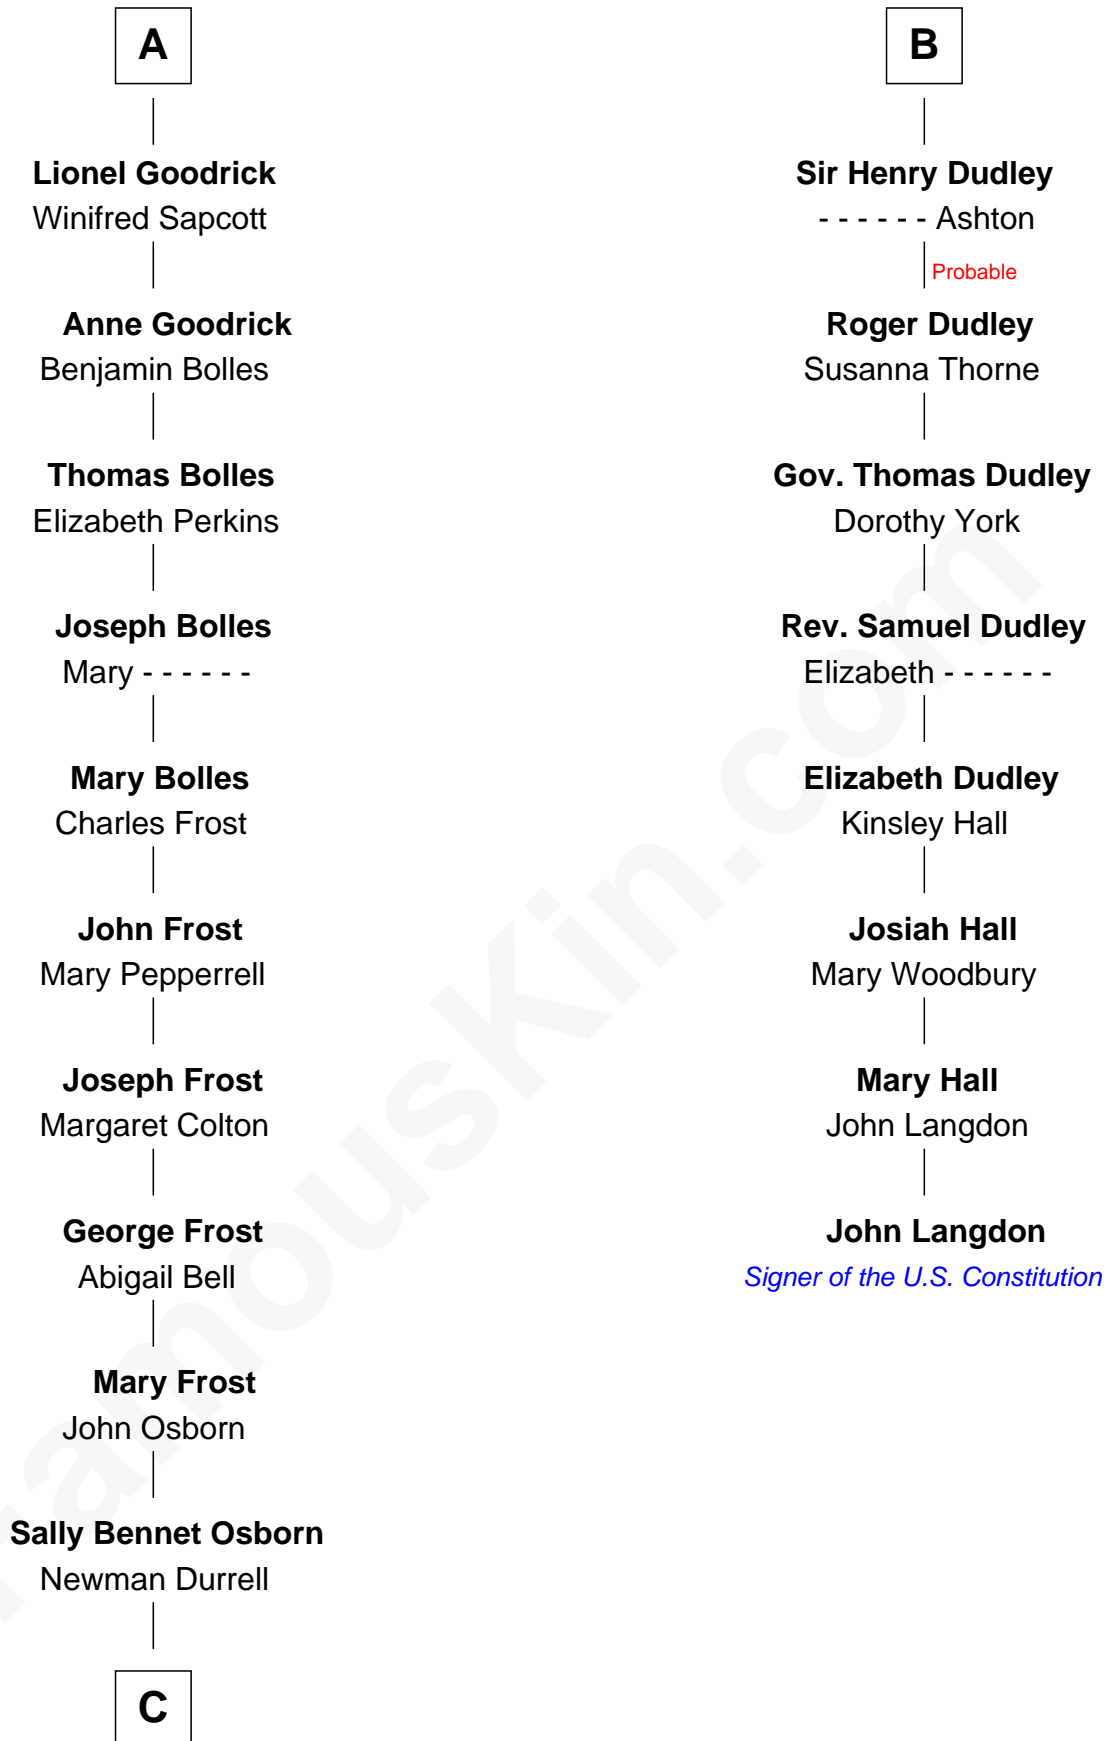 A
Lionel Goodrick
Winifred Sapcott
Anne Goodrick
Benjamin Bolles
Thomas Bolles
Elizabeth Perkins
Joseph Bolles
Mary - - - - - -
Mary Bolles
Charles Frost
John Frost
Mary Pepperrell
Joseph Frost
Margaret Colton
George Frost
Abigail Bell
Mary Frost
John Osborn
Sally Bennet Osborn
Newman Durrell
C
B
Sir Henry Dudley
- - - - - - Ashton
Probable
Roger Dudley
Susanna Thorne
Gov. Thomas Dudley
Dorothy York
Rev. Samuel Dudley
Elizabeth - - - - - -
Elizabeth Dudley
Kinsley Hall
Josiah Hall
Mary Woodbury
Mary Hall
John Langdon
John Langdon
Signer of the U.S. Constitution
FamousKin.com